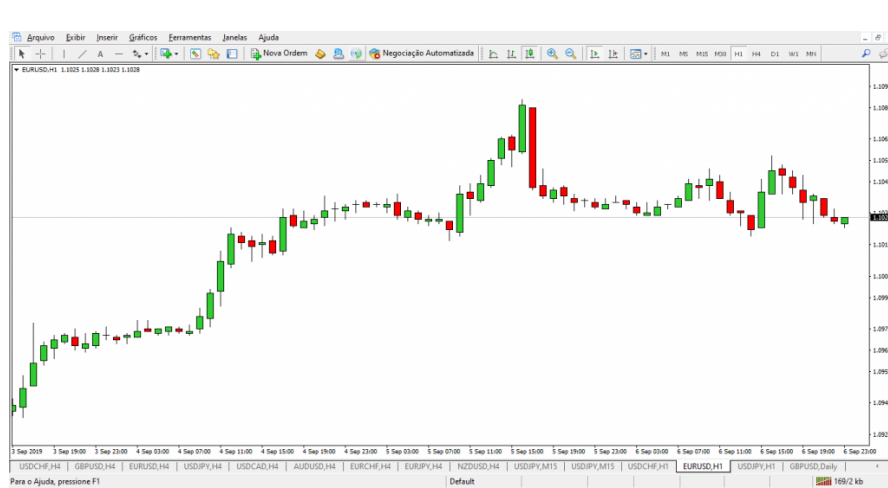 Arquivo Exibir Inserir Gráficos Ferramentas Janelas Ajuda
A Nova Ordem Negociação Automatizada M1 M5 M15 M30 H1 H4 D1 W1 MN
EURUSD,H1 1.1025 1.1028 1.1023 1.1028
1.109
1.108
1.106
1.105
1.104
1.102
1.101
1.100
1.099
1.097
1.096
1.095
1.094
1.092
3 Sep 2019 3 Sep 19:00 3 Sep 23:00 4 Sep 03:00 4 Sep 07:00 4 Sep 11:00 4 Sep 15:00 4 Sep 19:00 4 Sep 23:00 5 Sep 03:00 5 Sep 07:00 5 Sep 11:00 5 Sep 15:00 5 Sep 19:00 5 Sep 23:00 6 Sep 03:00 6 Sep 07:00 6 Sep 11:00 6 Sep 15:00 6 Sep 19:00 6 Sep 23:00
USDCHF,H4 GBPUSD,H4 EURUSD,H4 USDJPY,H4 USDCAD,H4 AUDUSD,H4 EURCHF,H4 EURJPY,H4 NZDUSD,H4 USDJPY,M15 USDJPY,M15 USDCHF,H1 EURUSD,H1 USDJPY,H1 GBPUSD,Daily
Para o Ajuda, pressione F1 Default 169/2 kb